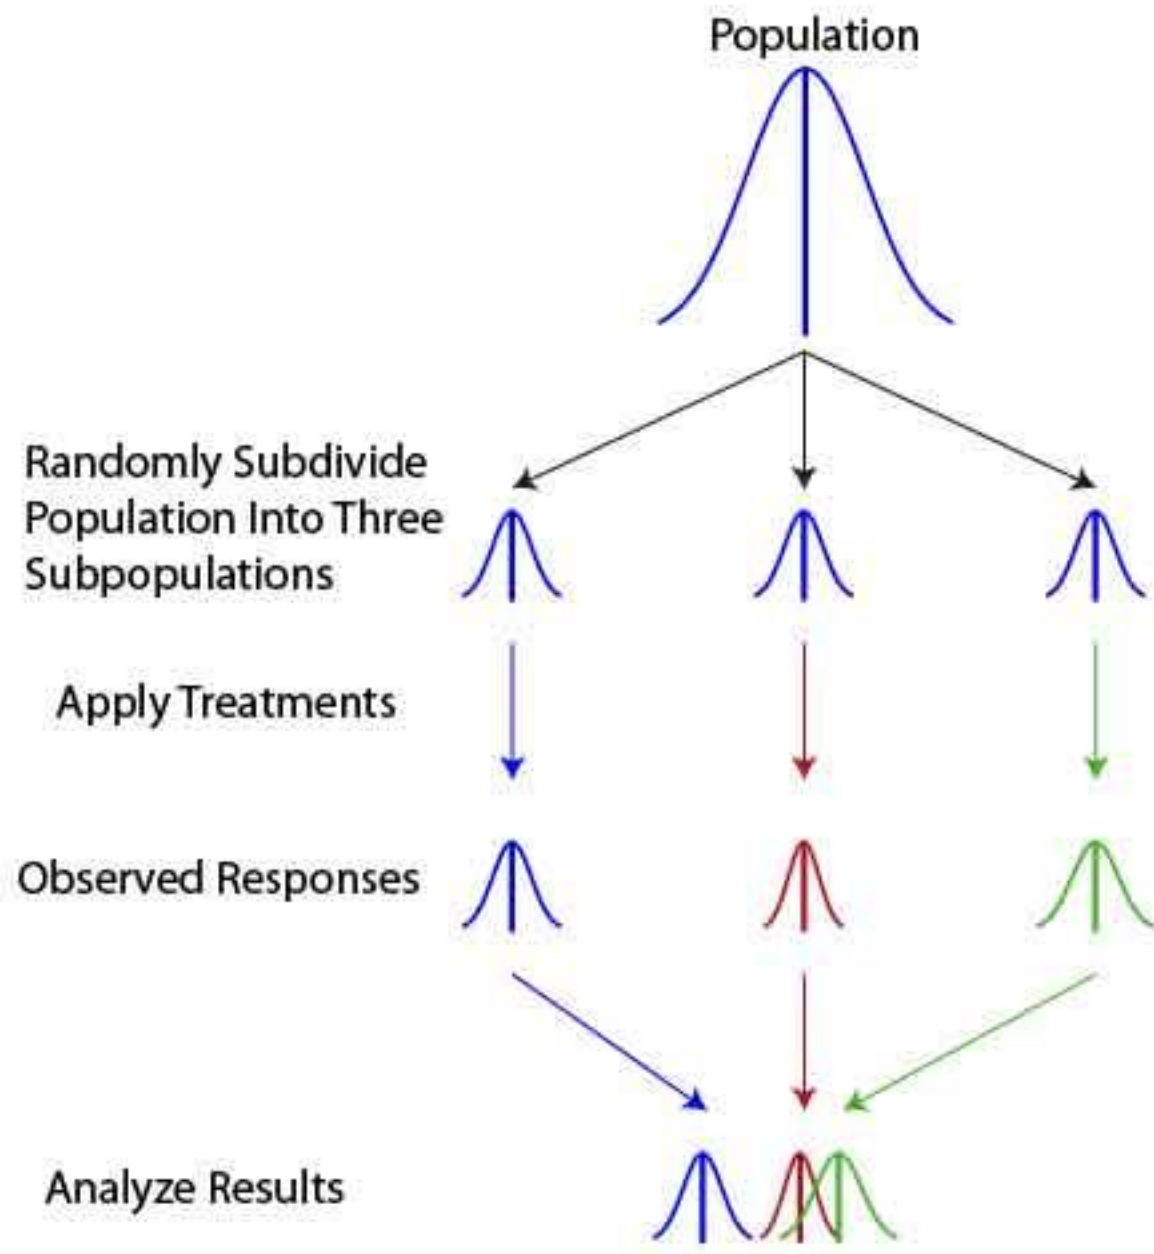 Population
Randomly Subdivide
Population Into Three
Subpopulations
Apply Treatments
Observed Responses
Analyze Results